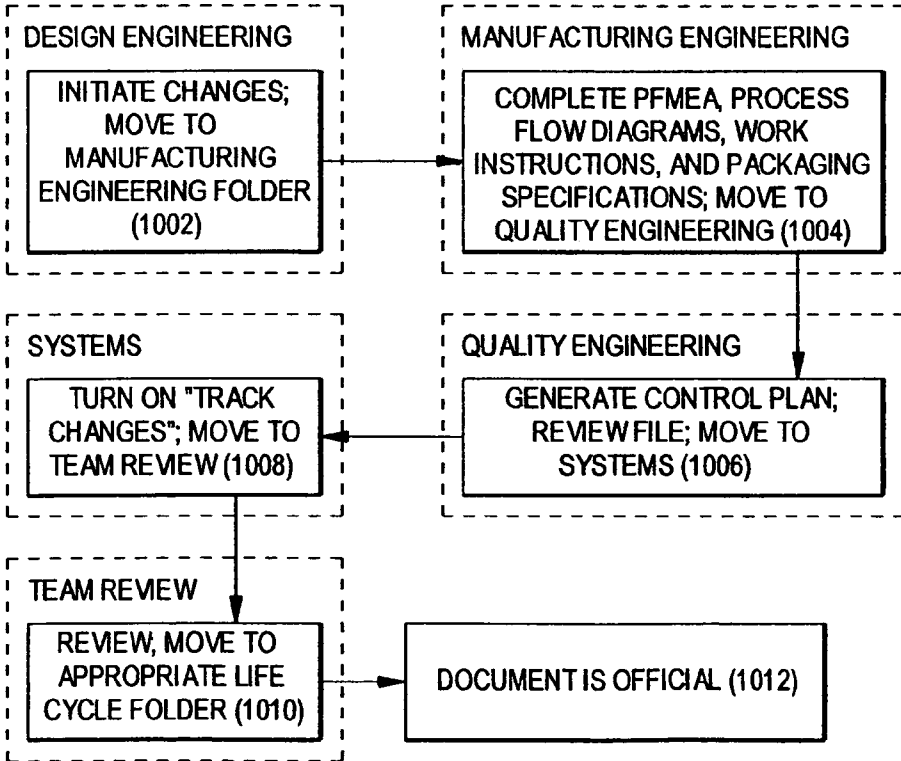 DESIGN ENGINEERING
INITIATE CHANGES;
MOVE TO
MANUFACTURING
ENGINEERING FOLDER
(1002)
MANUFACTURING ENGINEERING
COMPLETE PFMEA, PROCESS
FLOW DIAGRAMS, WORK
INSTRUCTIONS, AND PACKAGING
SPECIFICATIONS; MOVE TO
QUALITY ENGINEERING (1004)
QUALITY ENGINEERING
GENERATE CONTROL PLAN;
REVIEW FILE; MOVE TO
SYSTEMS (1006)
SYSTEMS
TURN ON "TRACK
CHANGES"; MOVE TO
TEAM REVIEW (1008)
TEAM REVIEW
REVIEW, MOVE TO
APPROPRIATE LIFE
CYCLE FOLDER (1010)
DOCUMENT IS OFFICIAL (1012)